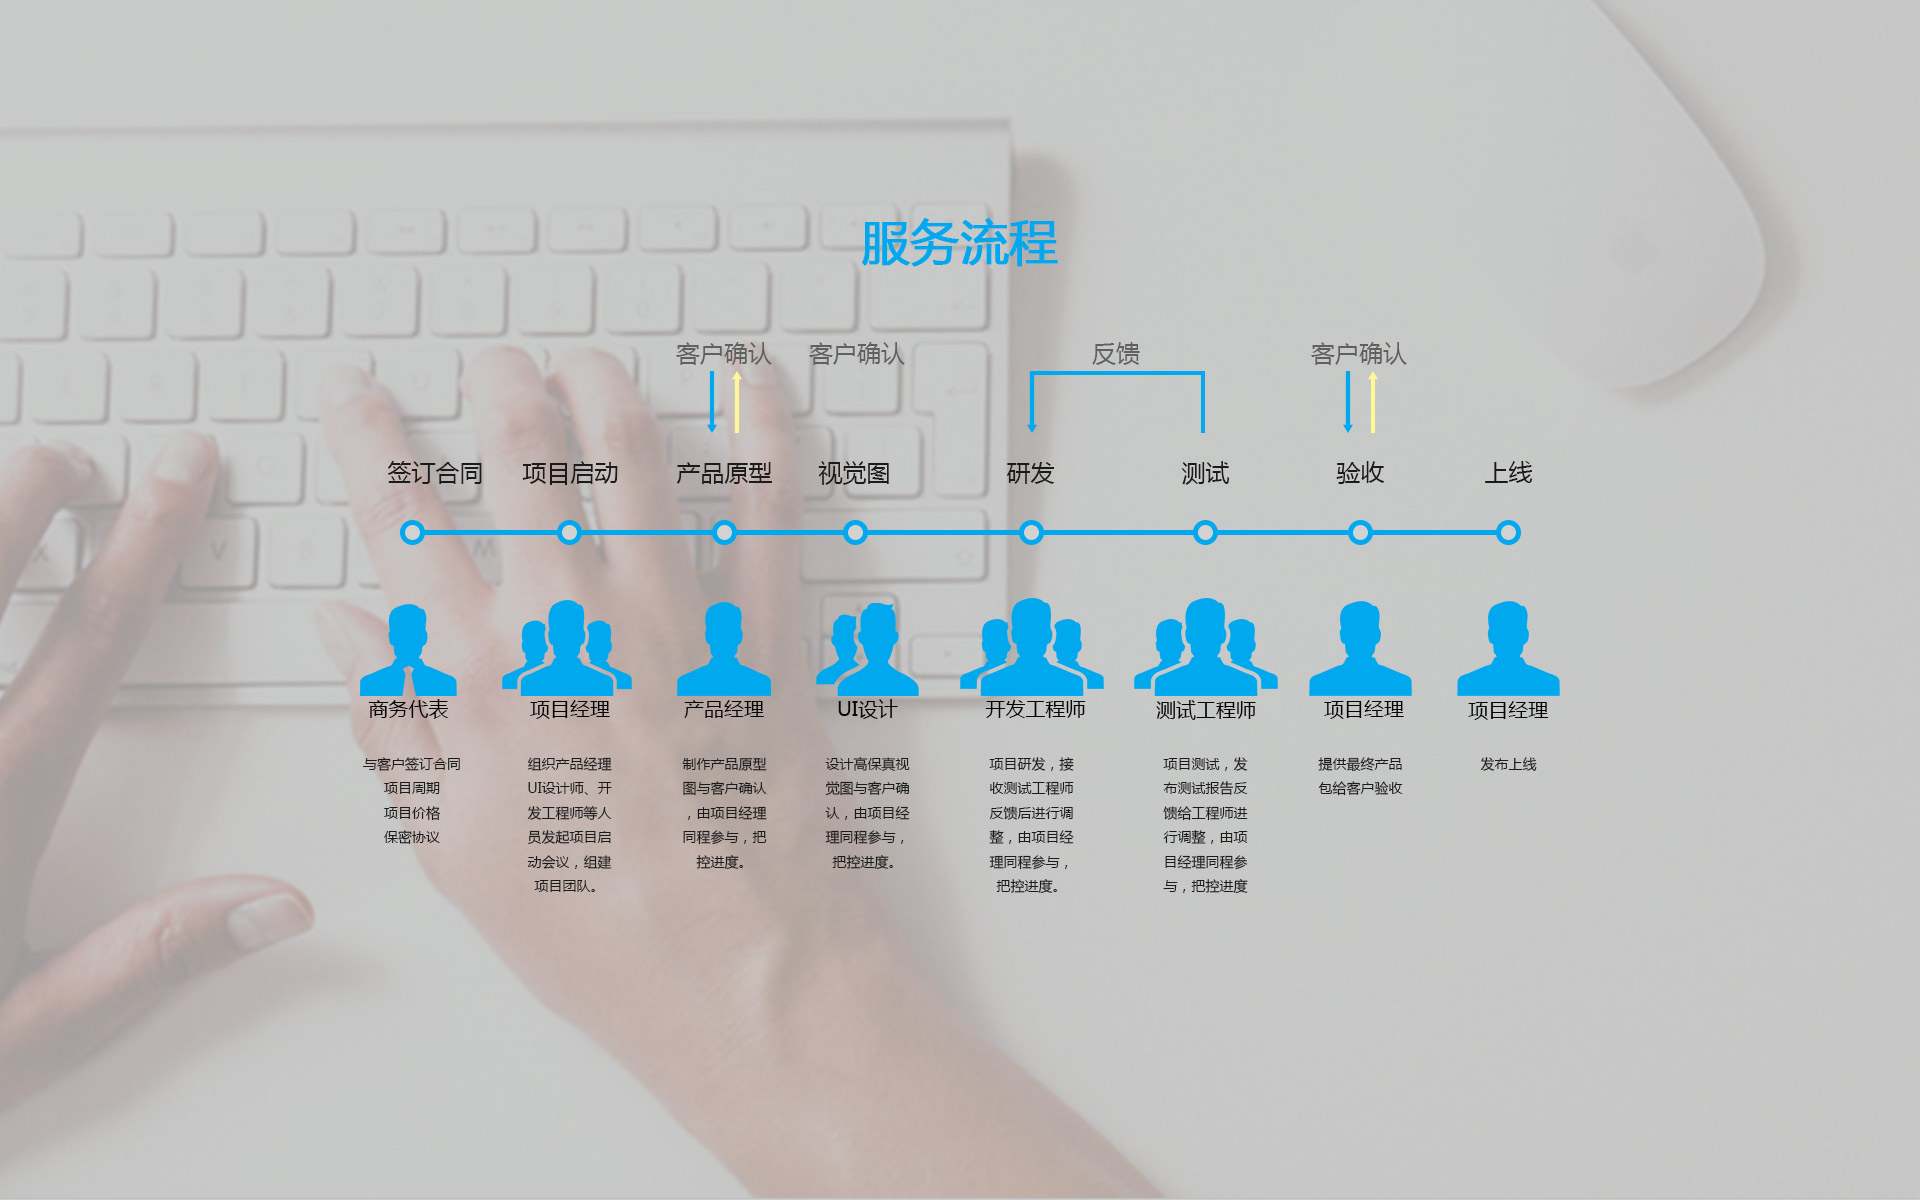 服务流程
客户确认
客户确认
反馈
客户确认
签订合同
项目启动
产品原型
视觉图
研发
测试
验收
上线
商务代表
项目经理
产品经理
UI设计
开发工程师
测试工程师
项目经理
项目经理
与客户签订合同
项目周期
项目价格
保密协议
组织产品经理
UI设计师、开
发工程师等人
员发起项目启
动会议，组建
项目团队。
制作产品原型
图与客户确认
，由项目经理
同程参与，把
控进度。
设计高保真视
觉图与客户确
认，由项目经
理同程参与，
把控进度。
项目研发，接
收测试工程师
反馈后进行调
整，由项目经
理同程参与，
把控进度。
项目测试，发
布测试报告反
馈给工程师进
行调整，由项
目经理同程参
与，把控进度
提供最终产品
包给客户验收
发布上线